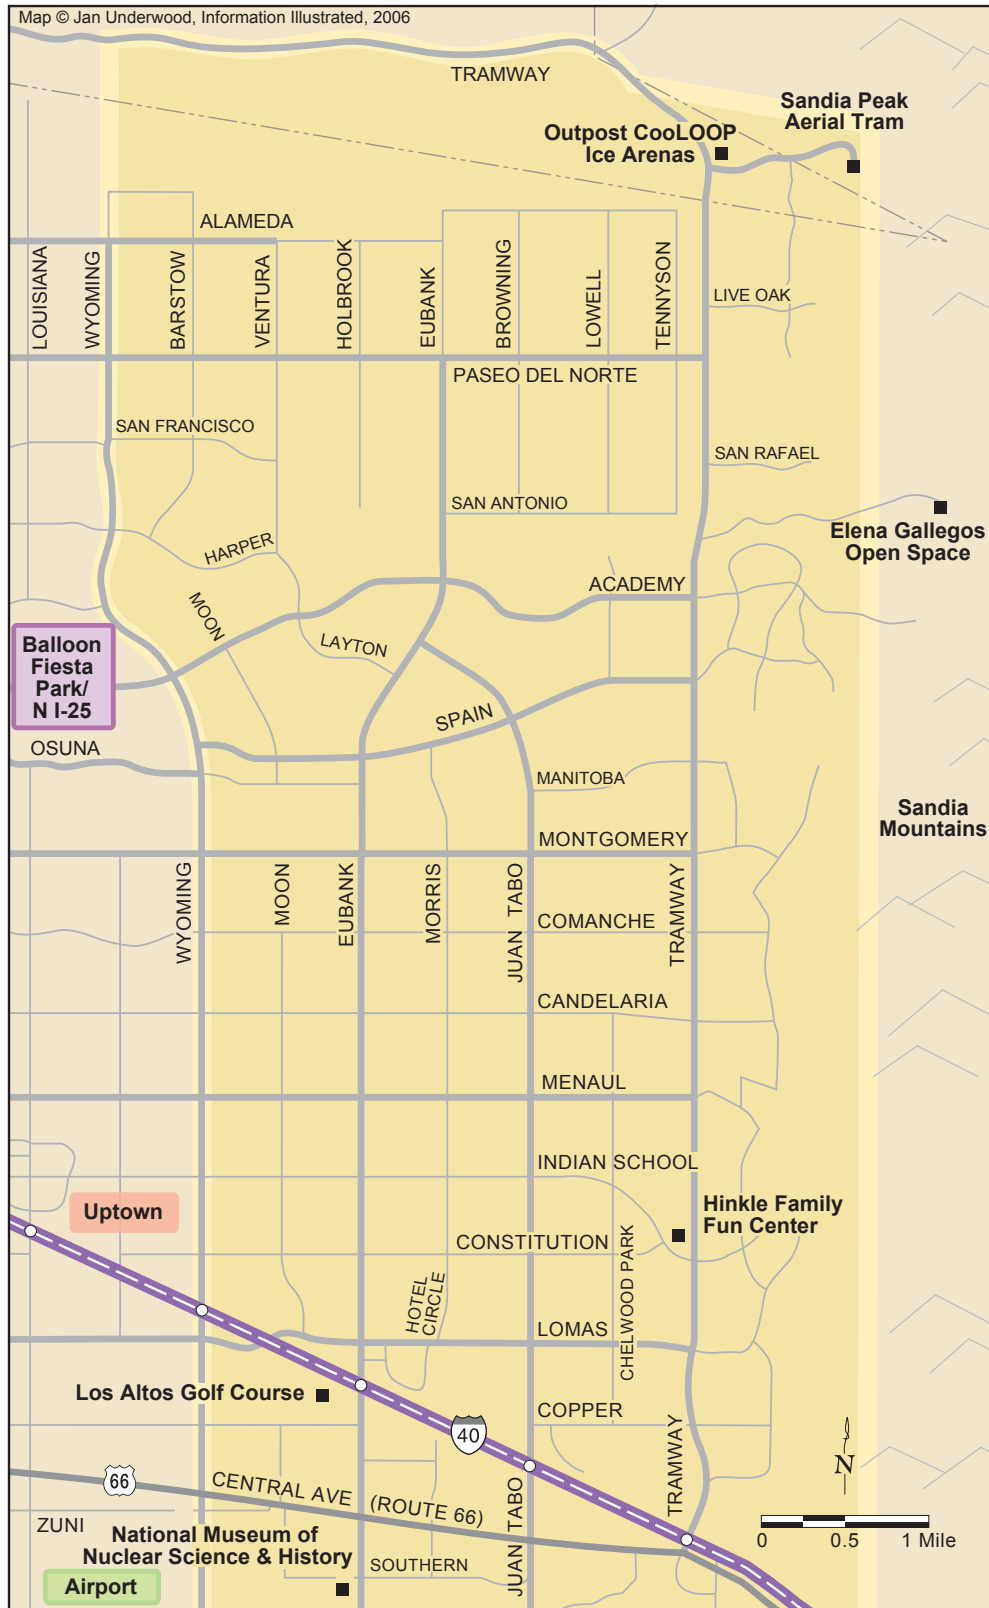 Map © Jan Underwood, Information Illustrated, 2006
TRAMWAY
Sandia Peak
Aerial Tram
Outpost CooLOOP
Ice Arenas
ALAMEDA
LOUISIANA
WYOMING
BARSTOW
VENTURA
HOLBROOK
EUBANK
BROWNING
LOWELL
TENNYSON
LIVE OAK
PASEO DEL NORTE
SAN FRANCISCO
SAN RAFAEL
SAN ANTONIO
Elena Gallegos
Open Space
HARPER
ACADEMY
MOON
LAYTON
Balloon
Fiesta
Park/
N I-25
SPAIN
OSUNA
MANITOBA
Sandia
Mountains
MONTGOMERY
WYOMING
MOON
EUBANK
MORRIS
JUAN TABO
TRAMWAY
COMANCHE
CANDELARIA
MENAUL
INDIAN SCHOOL
Uptown
Hinkle Family
Fun Center
CONSTITUTION
CHELWOOD PARK
HOTEL
CIRCLE
LOMAS
Los Altos Golf Course
COPPER
40
TRAMWAY
N
66
CENTRAL AVE (ROUTE 66)
JUAN TABO
ZUNI
National Museum of
Nuclear Science & History
SOUTHERN
0 0.5 1 Mile
Airport